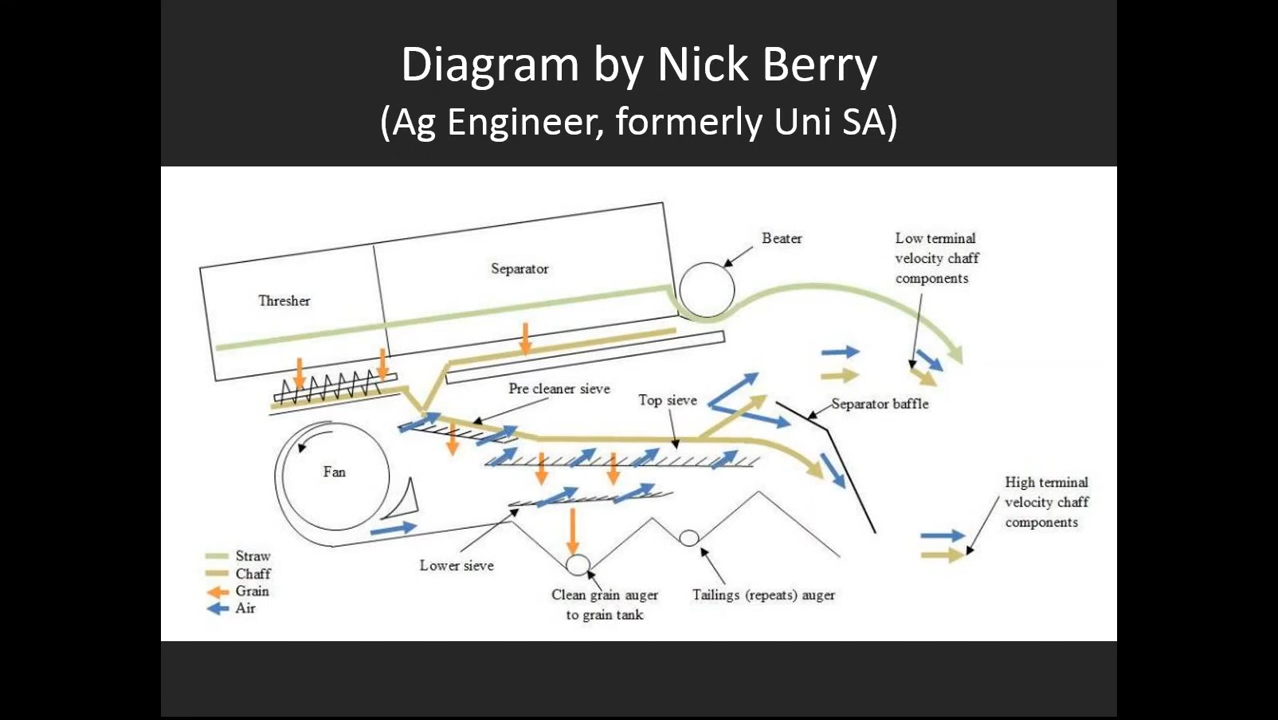 Diagram by Nick Berry
(Ag Engineer, formerly Uni SA)
Beater
Low terminal
velocity chaff
components
Separator
Thresher
Pre cleaner sieve
Top sieve
Separator baffle
Fan
High terminal
velocity chaff
components
Lower sieve
Straw
Chaff
Grain
Air
Clean grain auger
to grain tank
Tailings (repeats) auger